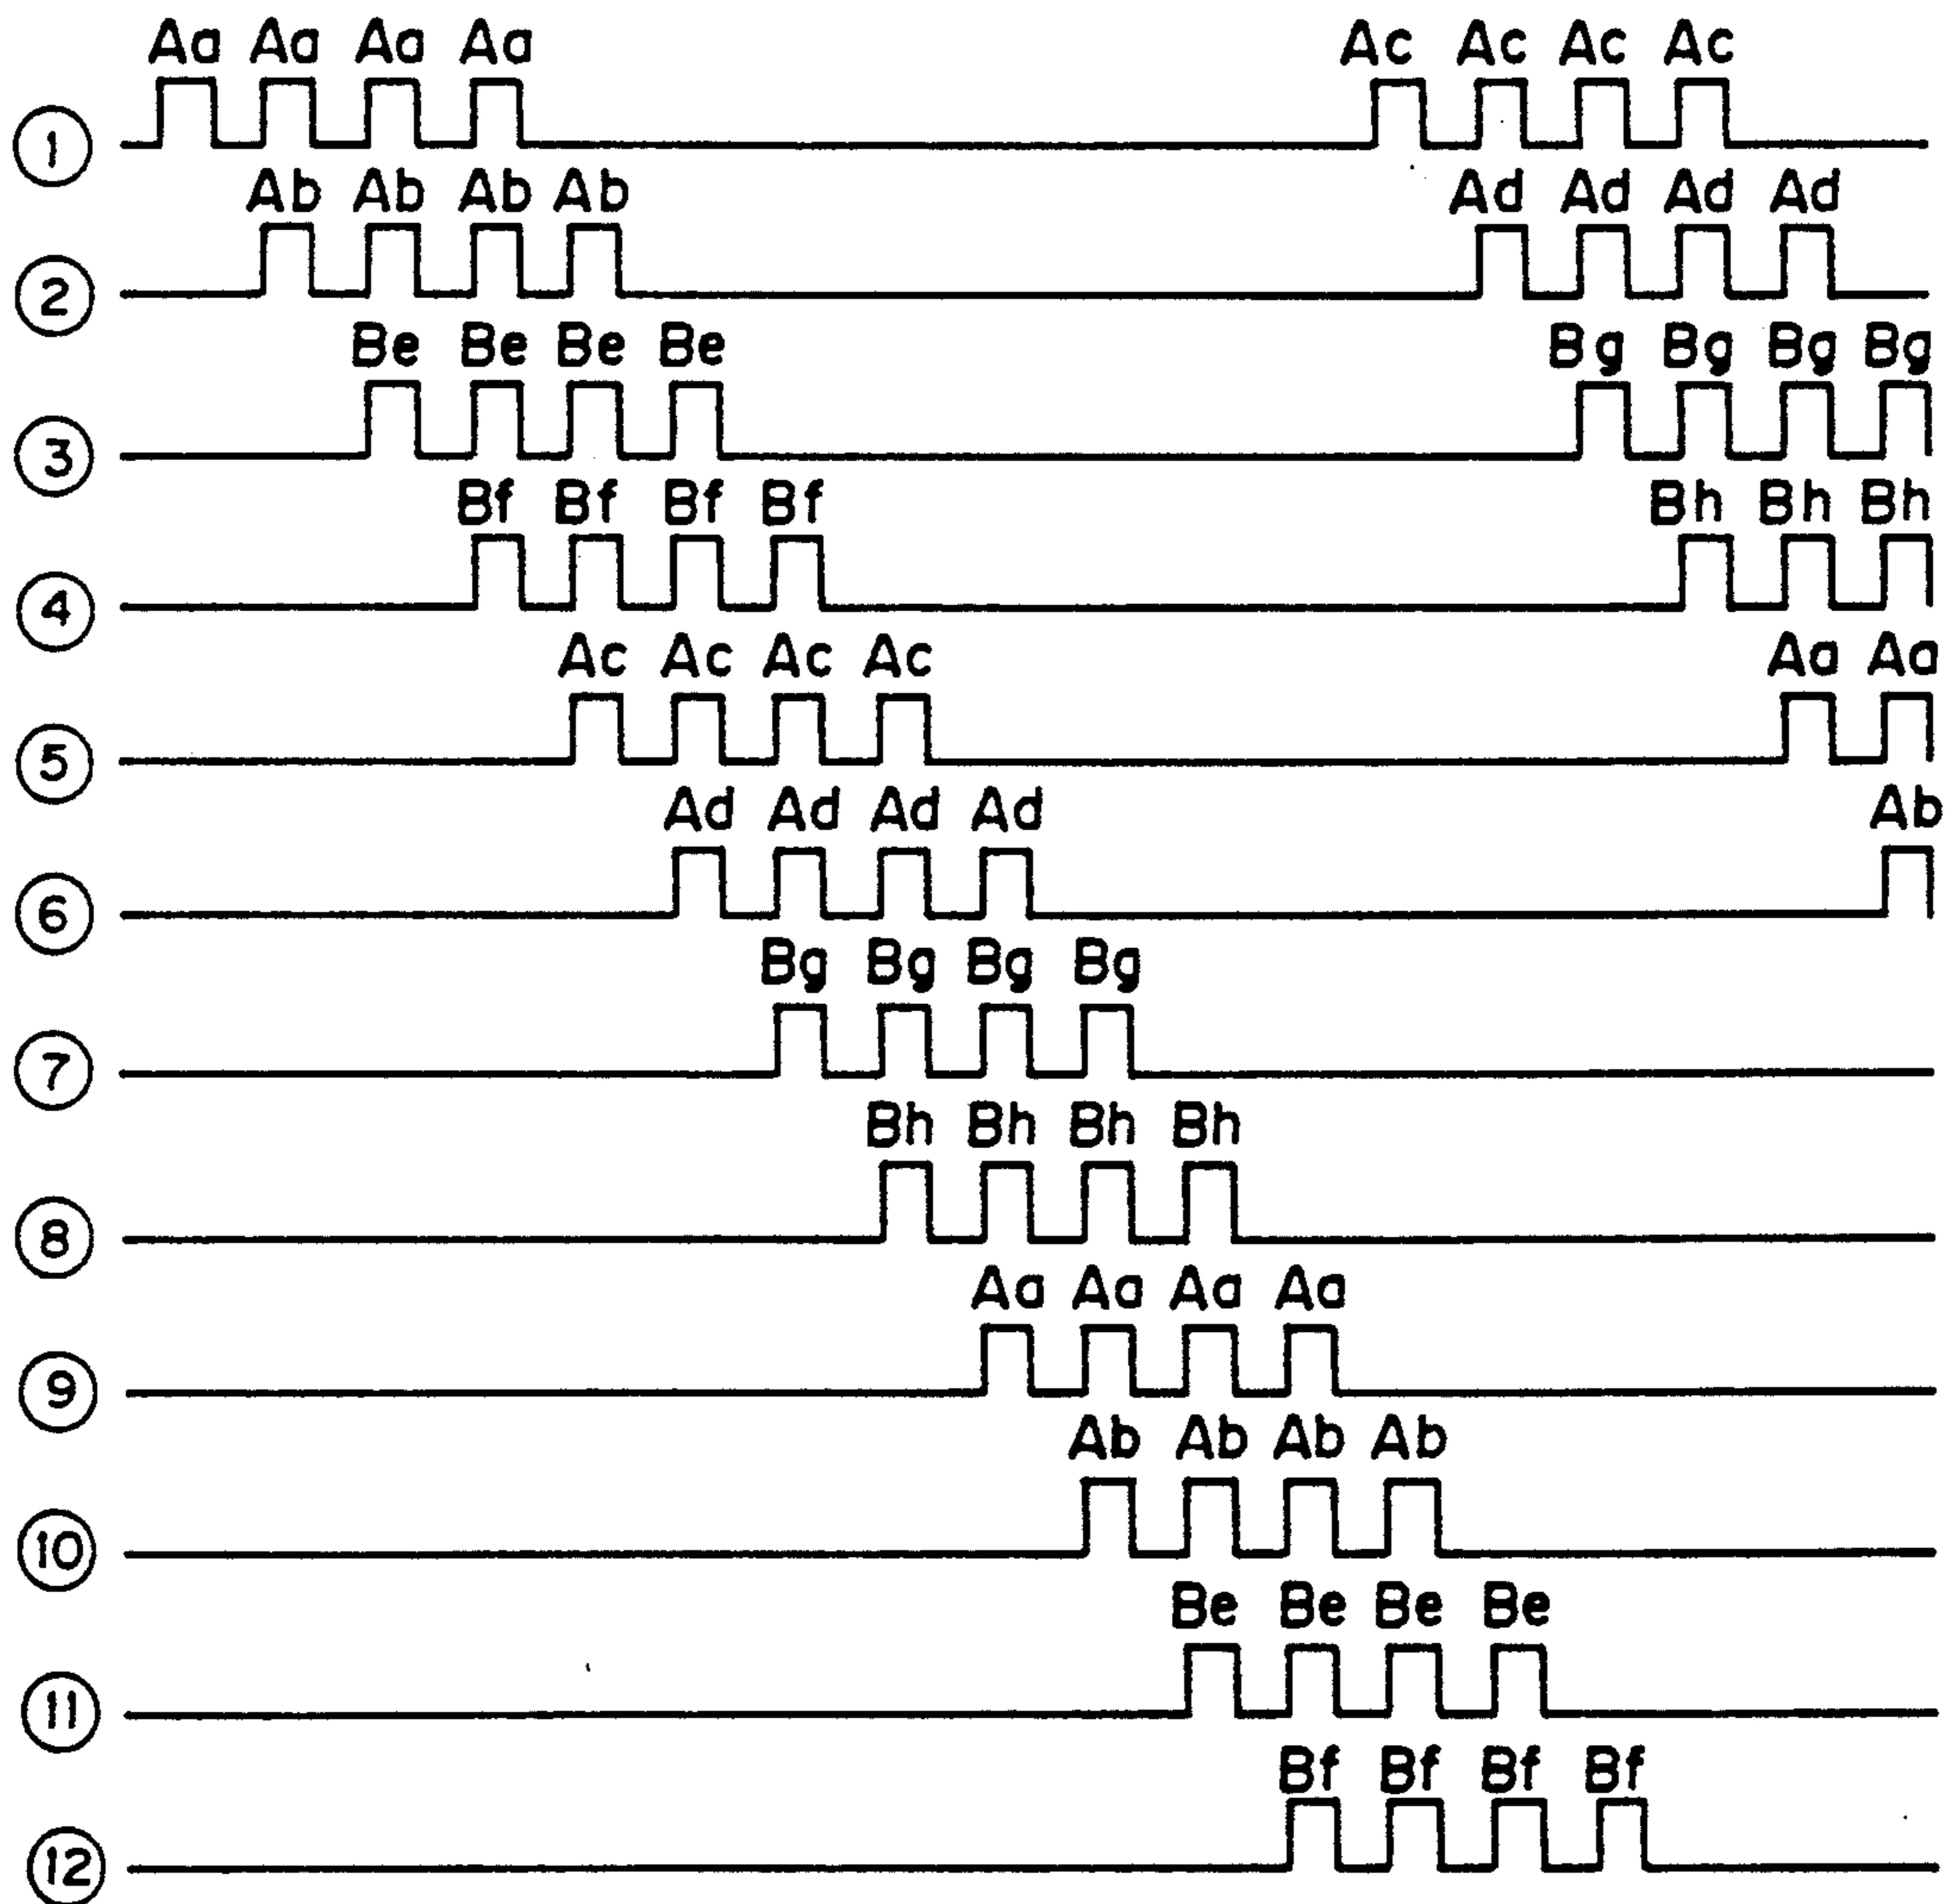 Aa Aa Aa Aa Ac Ac Ac Ac
1
Ab Ab Ab Ab Ad Ad Ad Ad
2
Be Be Be Be Bg Bg Bg Bg
3
Bf Bf Bf Bf Bh Bh Bh
4
Ac Ac Ac Ac Aa Aa
5
Ad Ad Ad Ad Ab
6
Bg Bg Bg Bg
7
Bh Bh Bh Bh
8
Aa Aa Aa Aa
9
Ab Ab Ab Ab
10
Be Be Be Be
11
Bf Bf Bf Bf
12